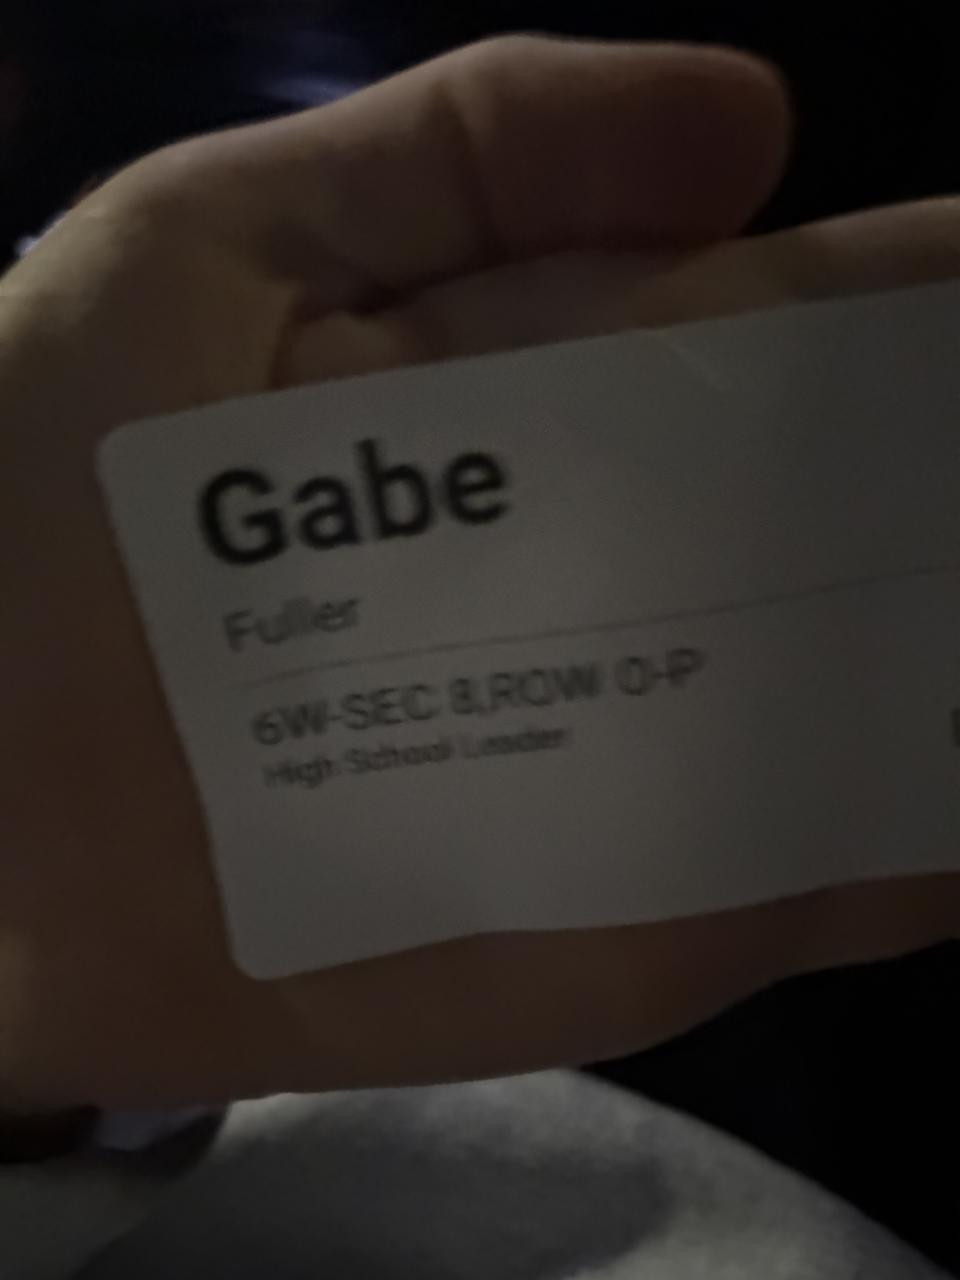 Gabe
Fuller
6W-SEC 8,ROW O-P
High School Leader